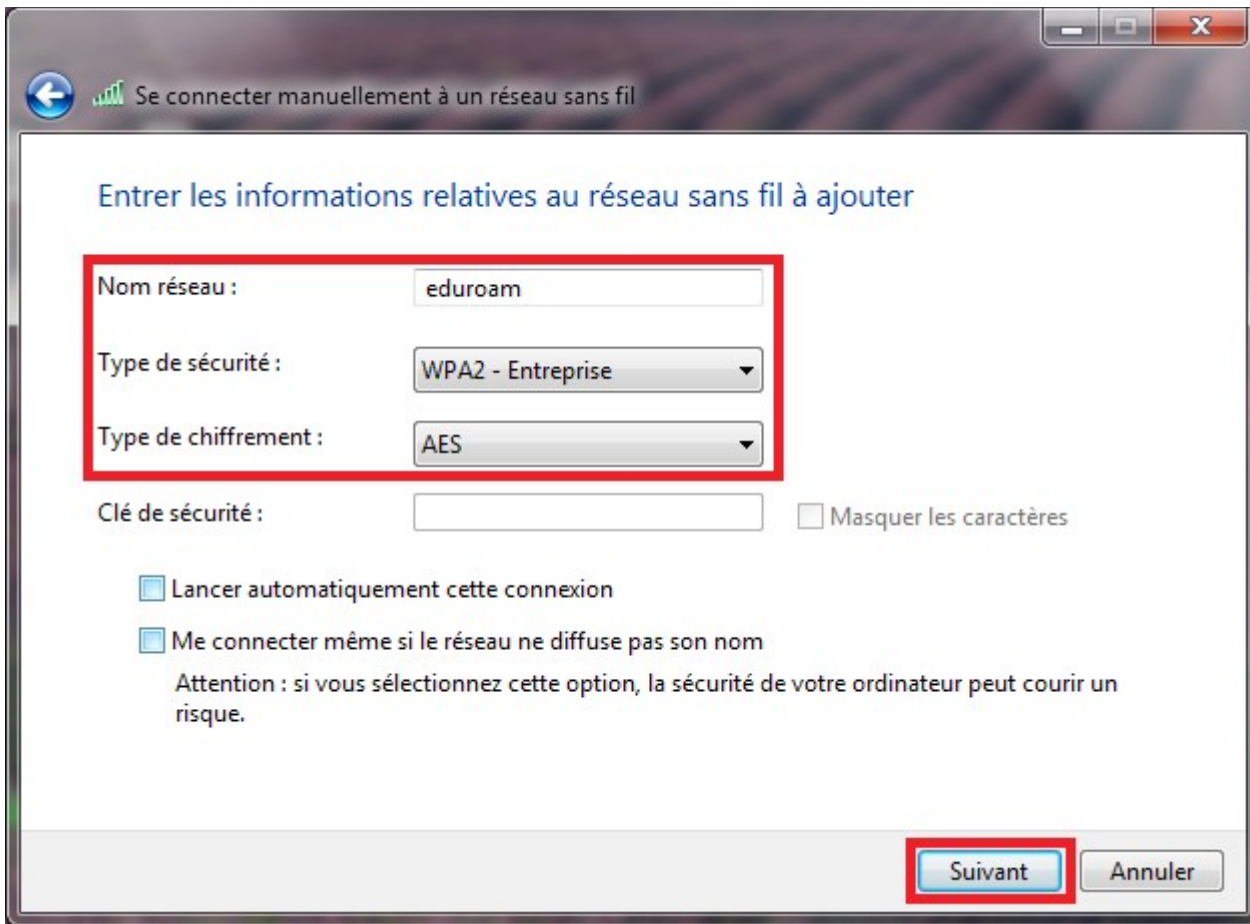 Se connecter manuellement à un réseau sans fil
Entrer les informations relatives au réseau sans fil à ajouter
Nom réseau : eduroam
Type de sécurité : WPA2 - Entreprise
Type de chiffrement : AES
Clé de sécurité : Masquer les caractères
Lancer automatiquement cette connexion
Me connecter même si le réseau ne diffuse pas son nom
Attention : si vous sélectionnez cette option, la sécurité de votre ordinateur peut courir un
risque.
Suivant Annuler